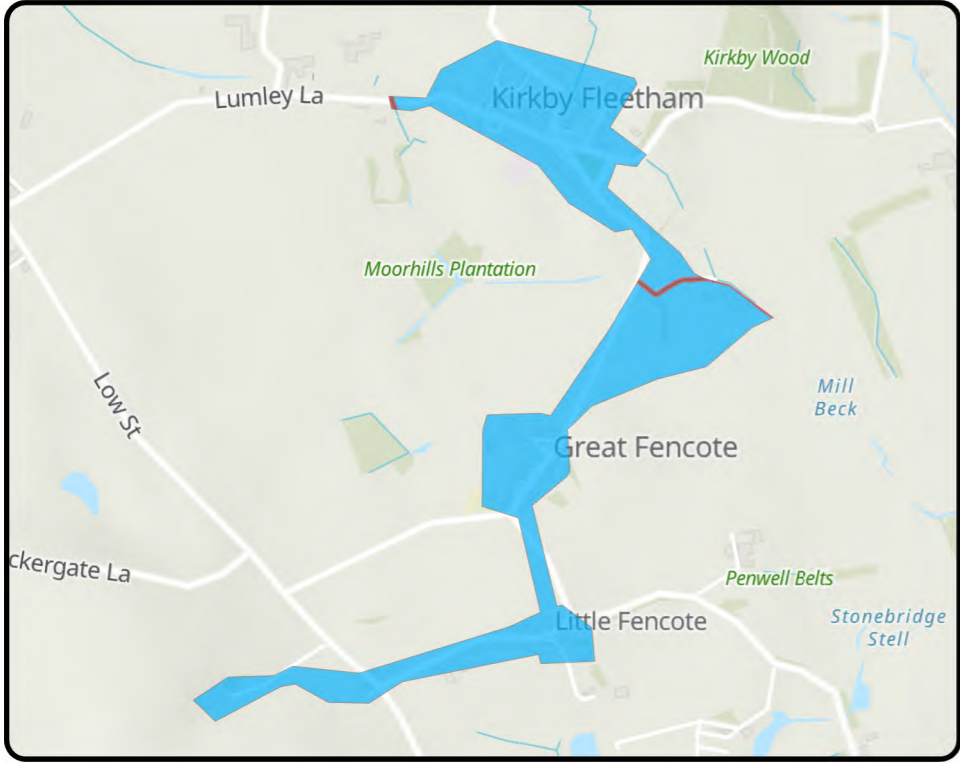 Kirkby Wood
Lumley La
Kirkby Fleetham
Moorhills Plantation
Low St
Mill
Beck
Great Fencote
ckergate La
Penwell Belts
Little Fencote
Stonebridge
Stell